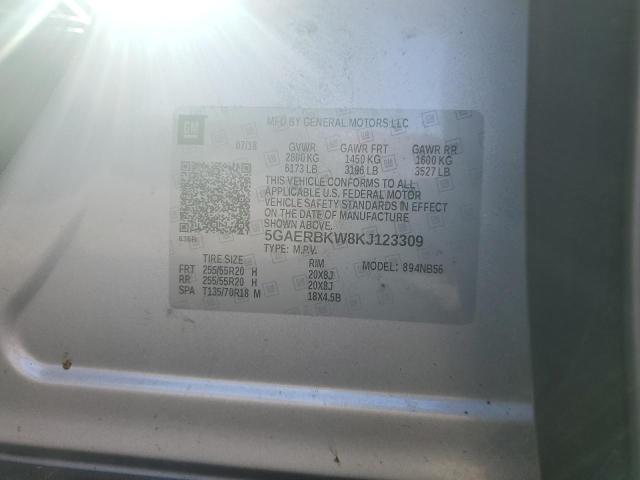 GM
MFD BY GENERAL MOTORS LLC
07/18 GVWR GAWR FRT GAWR RR
2800 KG 1450 KG 1600 KG
6173 LB 3196 LB 3527 LB
THIS VEHICLE CONFORMS TO ALL
APPLICABLE U.S. FEDERAL MOTOR
VEHICLE SAFETY STANDARDS IN EFFECT
ON THE DATE OF MANUFACTURE
SHOWN ABOVE.
5GAERBKW8KJ123309
TYPE: M.P.V.
TIRE SIZE RIM MODEL: 894NB56
FRT 255/55R20 H 20X8J
RR 255/55R20 H 20X8J
SPA T135/70R18 M 18X4.5B